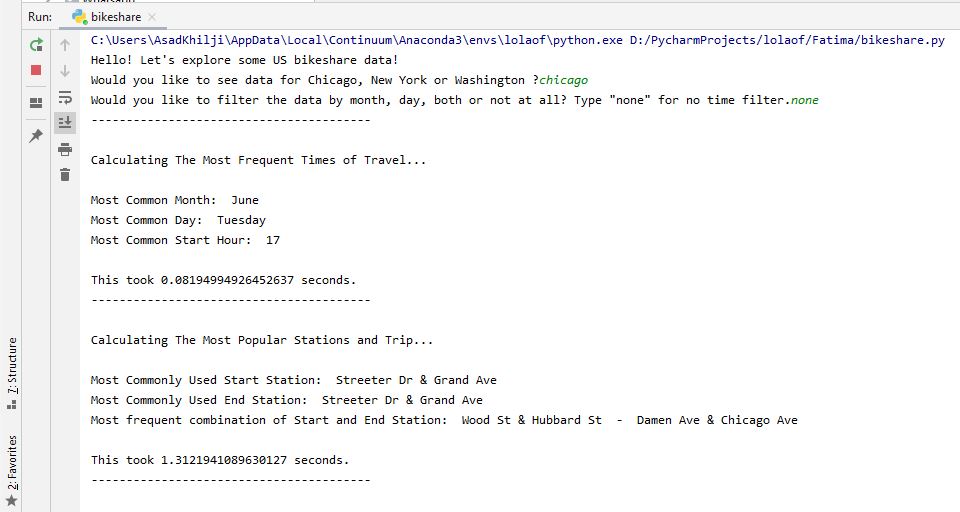 Run: bikeshare
C:\Users\AsadKhilji\AppData\Local\Continuum\Anaconda3\envs\lolaof\python.exe D:/PycharmProjects/lolaof/Fatima/bikeshare.py
Hello! Let's explore some US bikeshare data!
Would you like to see data for Chicago, New York or Washington ?chicago
Would you like to filter the data by month, day, both or not at all? Type "none" for no time filter.none
----------------------------------------
Calculating The Most Frequent Times of Travel...
Most Common Month:  June
Most Common Day:  Tuesday
Most Common Start Hour:  17
This took 0.08194994926452637 seconds.
----------------------------------------
Calculating The Most Popular Stations and Trip...
Most Commonly Used Start Station:  Streeter Dr & Grand Ave
Most Commonly Used End Station:  Streeter Dr & Grand Ave
Most frequent combination of Start and End Station:  Wood St & Hubbard St  -  Damen Ave & Chicago Ave
This took 1.3121941089630127 seconds.
----------------------------------------
7: Structure
2: Favorites